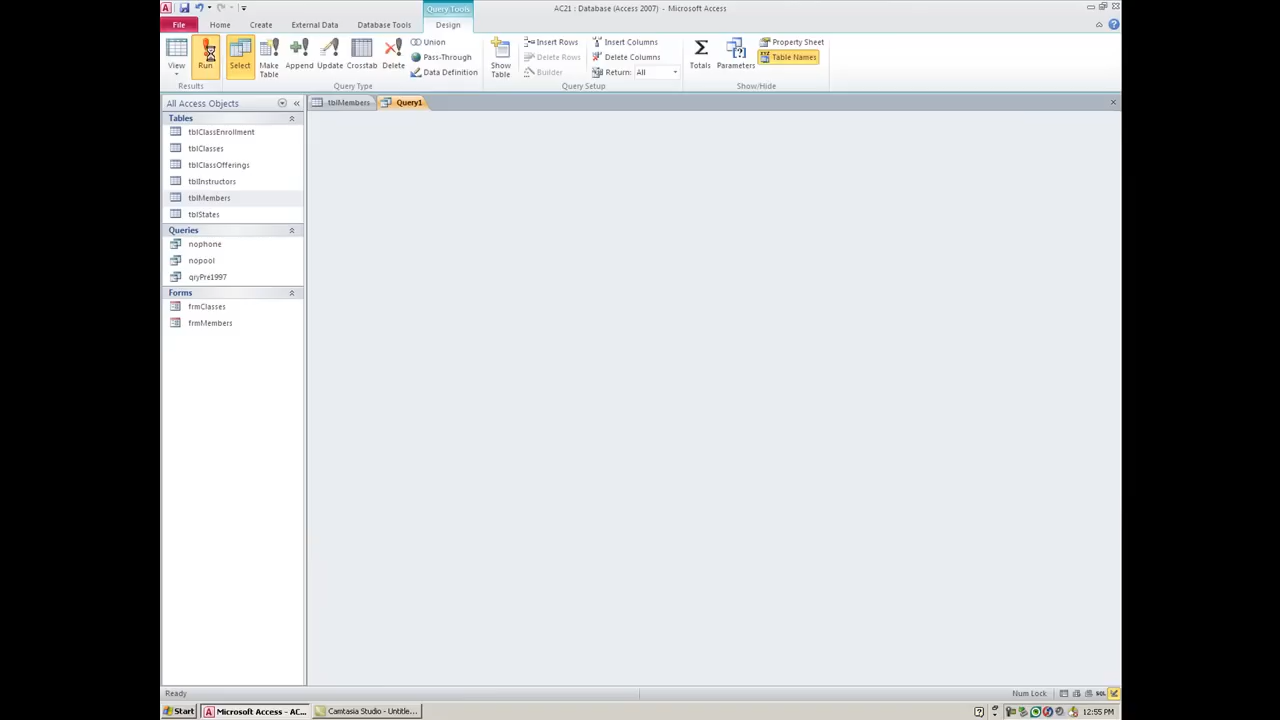 Query Tools
AC21 : Database (Access 2007) - Microsoft Access
File Home Create External Data Database Tools Design
View
Run
Select
Make Table
Append
Update
Crosstab
Delete
Union
Pass-Through
Data Definition
Show Table
Insert Rows
Delete Rows
Builder
Insert Columns
Delete Columns
Return: All
Totals
Parameters
Property Sheet
Table Names
Results
Query Type
Query Setup
Show/Hide
All Access Objects
tblMembers
Query1
Tables
tblClassEnrollment
tblClasses
tblClassOfferings
tblInstructors
tblMembers
tblStates
Queries
nophone
nopool
qryPre1997
Forms
frmClasses
frmMembers
Ready
Num Lock
SQL
Start
Microsoft Access - AC...
Camtasia Studio - Untitle...
12:55 PM